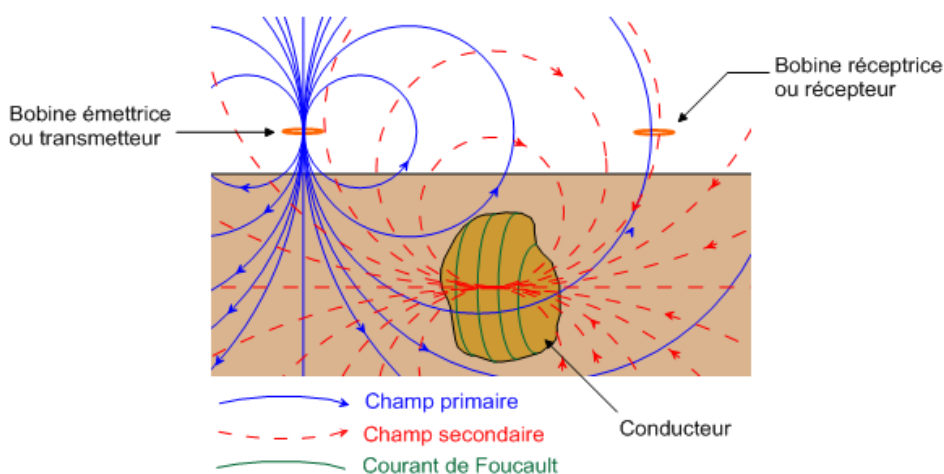 Bobine réceptrice
ou récepteur
Bobine émettrice
ou transmetteur
Champ primaire
Champ secondaire
Courant de Foucault
Conducteur